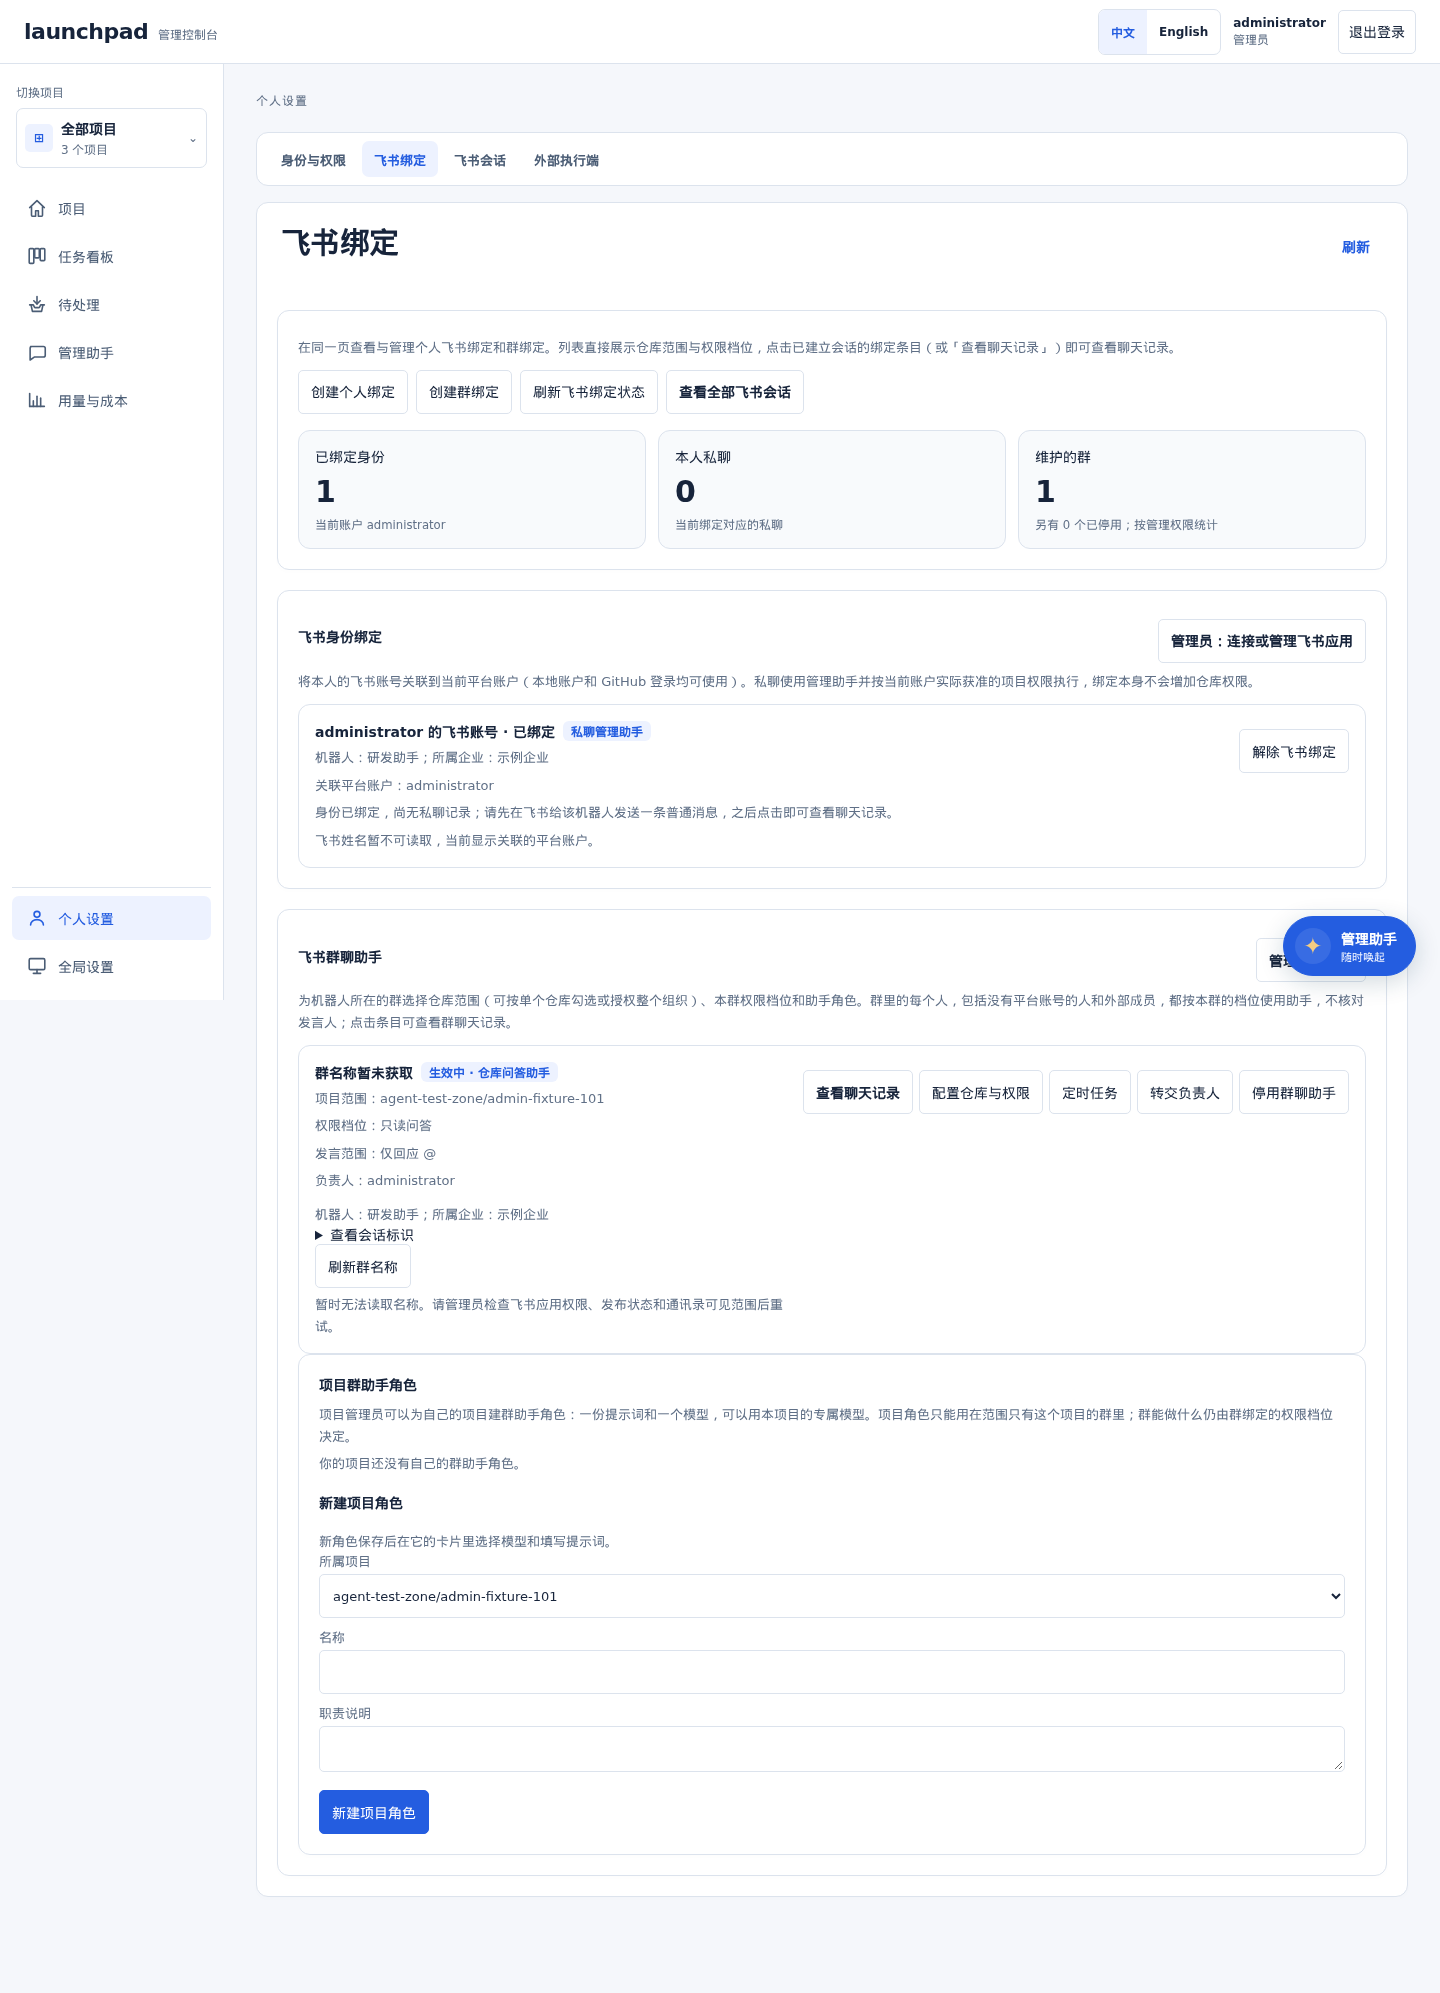 launchpad 管理控制台
中文 English
administrator
管理员
退出登录
切换项目
全部项目
3 个项目
项目
任务看板
待处理
管理助手
用量与成本
个人设置
全局设置
个人设置
身份与权限 飞书绑定 飞书会话 外部执行端
飞书绑定
刷新
在同一页查看与管理个人飞书绑定和群绑定。列表直接展示仓库范围与权限档位，点击已建立会话的绑定条目（或「查看聊天记录」）即可查看聊天记录。
创建个人绑定 创建群绑定 刷新飞书绑定状态 查看全部飞书会话
已绑定身份
1
当前账户 administrator
本人私聊
0
当前绑定对应的私聊
维护的群
1
另有 0 个已停用；按管理权限统计
飞书身份绑定
管理员：连接或管理飞书应用
将本人的飞书账号关联到当前平台账户（本地账户和 GitHub 登录均可使用）。私聊使用管理助手并按当前账户实际获准的项目权限执行，绑定本身不会增加仓库权限。
administrator 的飞书账号 · 已绑定 私聊管理助手
机器人：研发助手；所属企业：示例企业
关联平台账户：administrator
身份已绑定，尚无私聊记录；请先在飞书给该机器人发送一条普通消息，之后点击即可查看聊天记录。
飞书姓名暂不可读取，当前显示关联的平台账户。
解除飞书绑定
飞书群聊助手
管理助手
随时唤起
为机器人所在的群选择仓库范围（可按单个仓库勾选或授权整个组织）、本群权限档位和助手角色。群里的每个人，包括没有平台账号的人和外部成员，都按本群的档位使用助手，不核对
发言人；点击条目可查看群聊天记录。
群名称暂未获取 生效中 · 仓库问答助手
项目范围：agent-test-zone/admin-fixture-101
权限档位：只读问答
发言范围：仅回应 @
负责人：administrator
机器人：研发助手；所属企业：示例企业
查看聊天记录 配置仓库与权限 定时任务 转交负责人 停用群聊助手
▶ 查看会话标识
刷新群名称
暂时无法读取名称。请管理员检查飞书应用权限、发布状态和通讯录可见范围后重
试。
项目群助手角色
项目管理员可以为自己的项目建群助手角色：一份提示词和一个模型，可以用本项目的专属模型。项目角色只能用在范围只有这个项目的群里；群能做什么仍由群绑定的权限档位
决定。
你的项目还没有自己的群助手角色。
新建项目角色
新角色保存后在它的卡片里选择模型和填写提示词。
所属项目
agent-test-zone/admin-fixture-101
名称
职责说明
新建项目角色